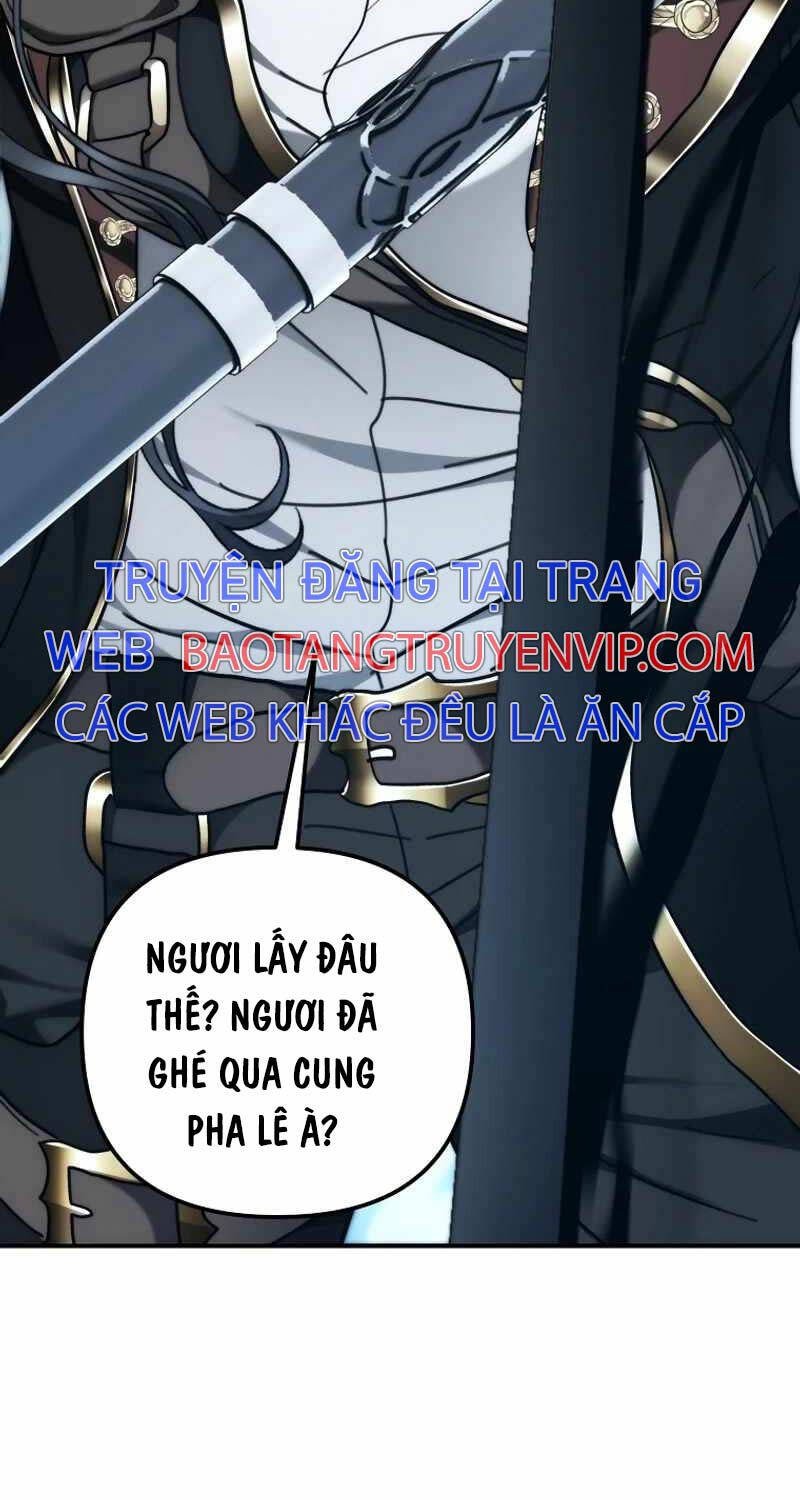 TRUYỆN ĐĂNG TẠI TRANG
WEB BAOTANGTRUYENVIP.COM
CÁC WEB KHÁC ĐỀU LÀ ĂN CẮP
NGƯƠI LẤY ĐÂU
THẾ? NGƯƠI ĐÃ
GHÉ QUA CUNG
PHA LÊ À?